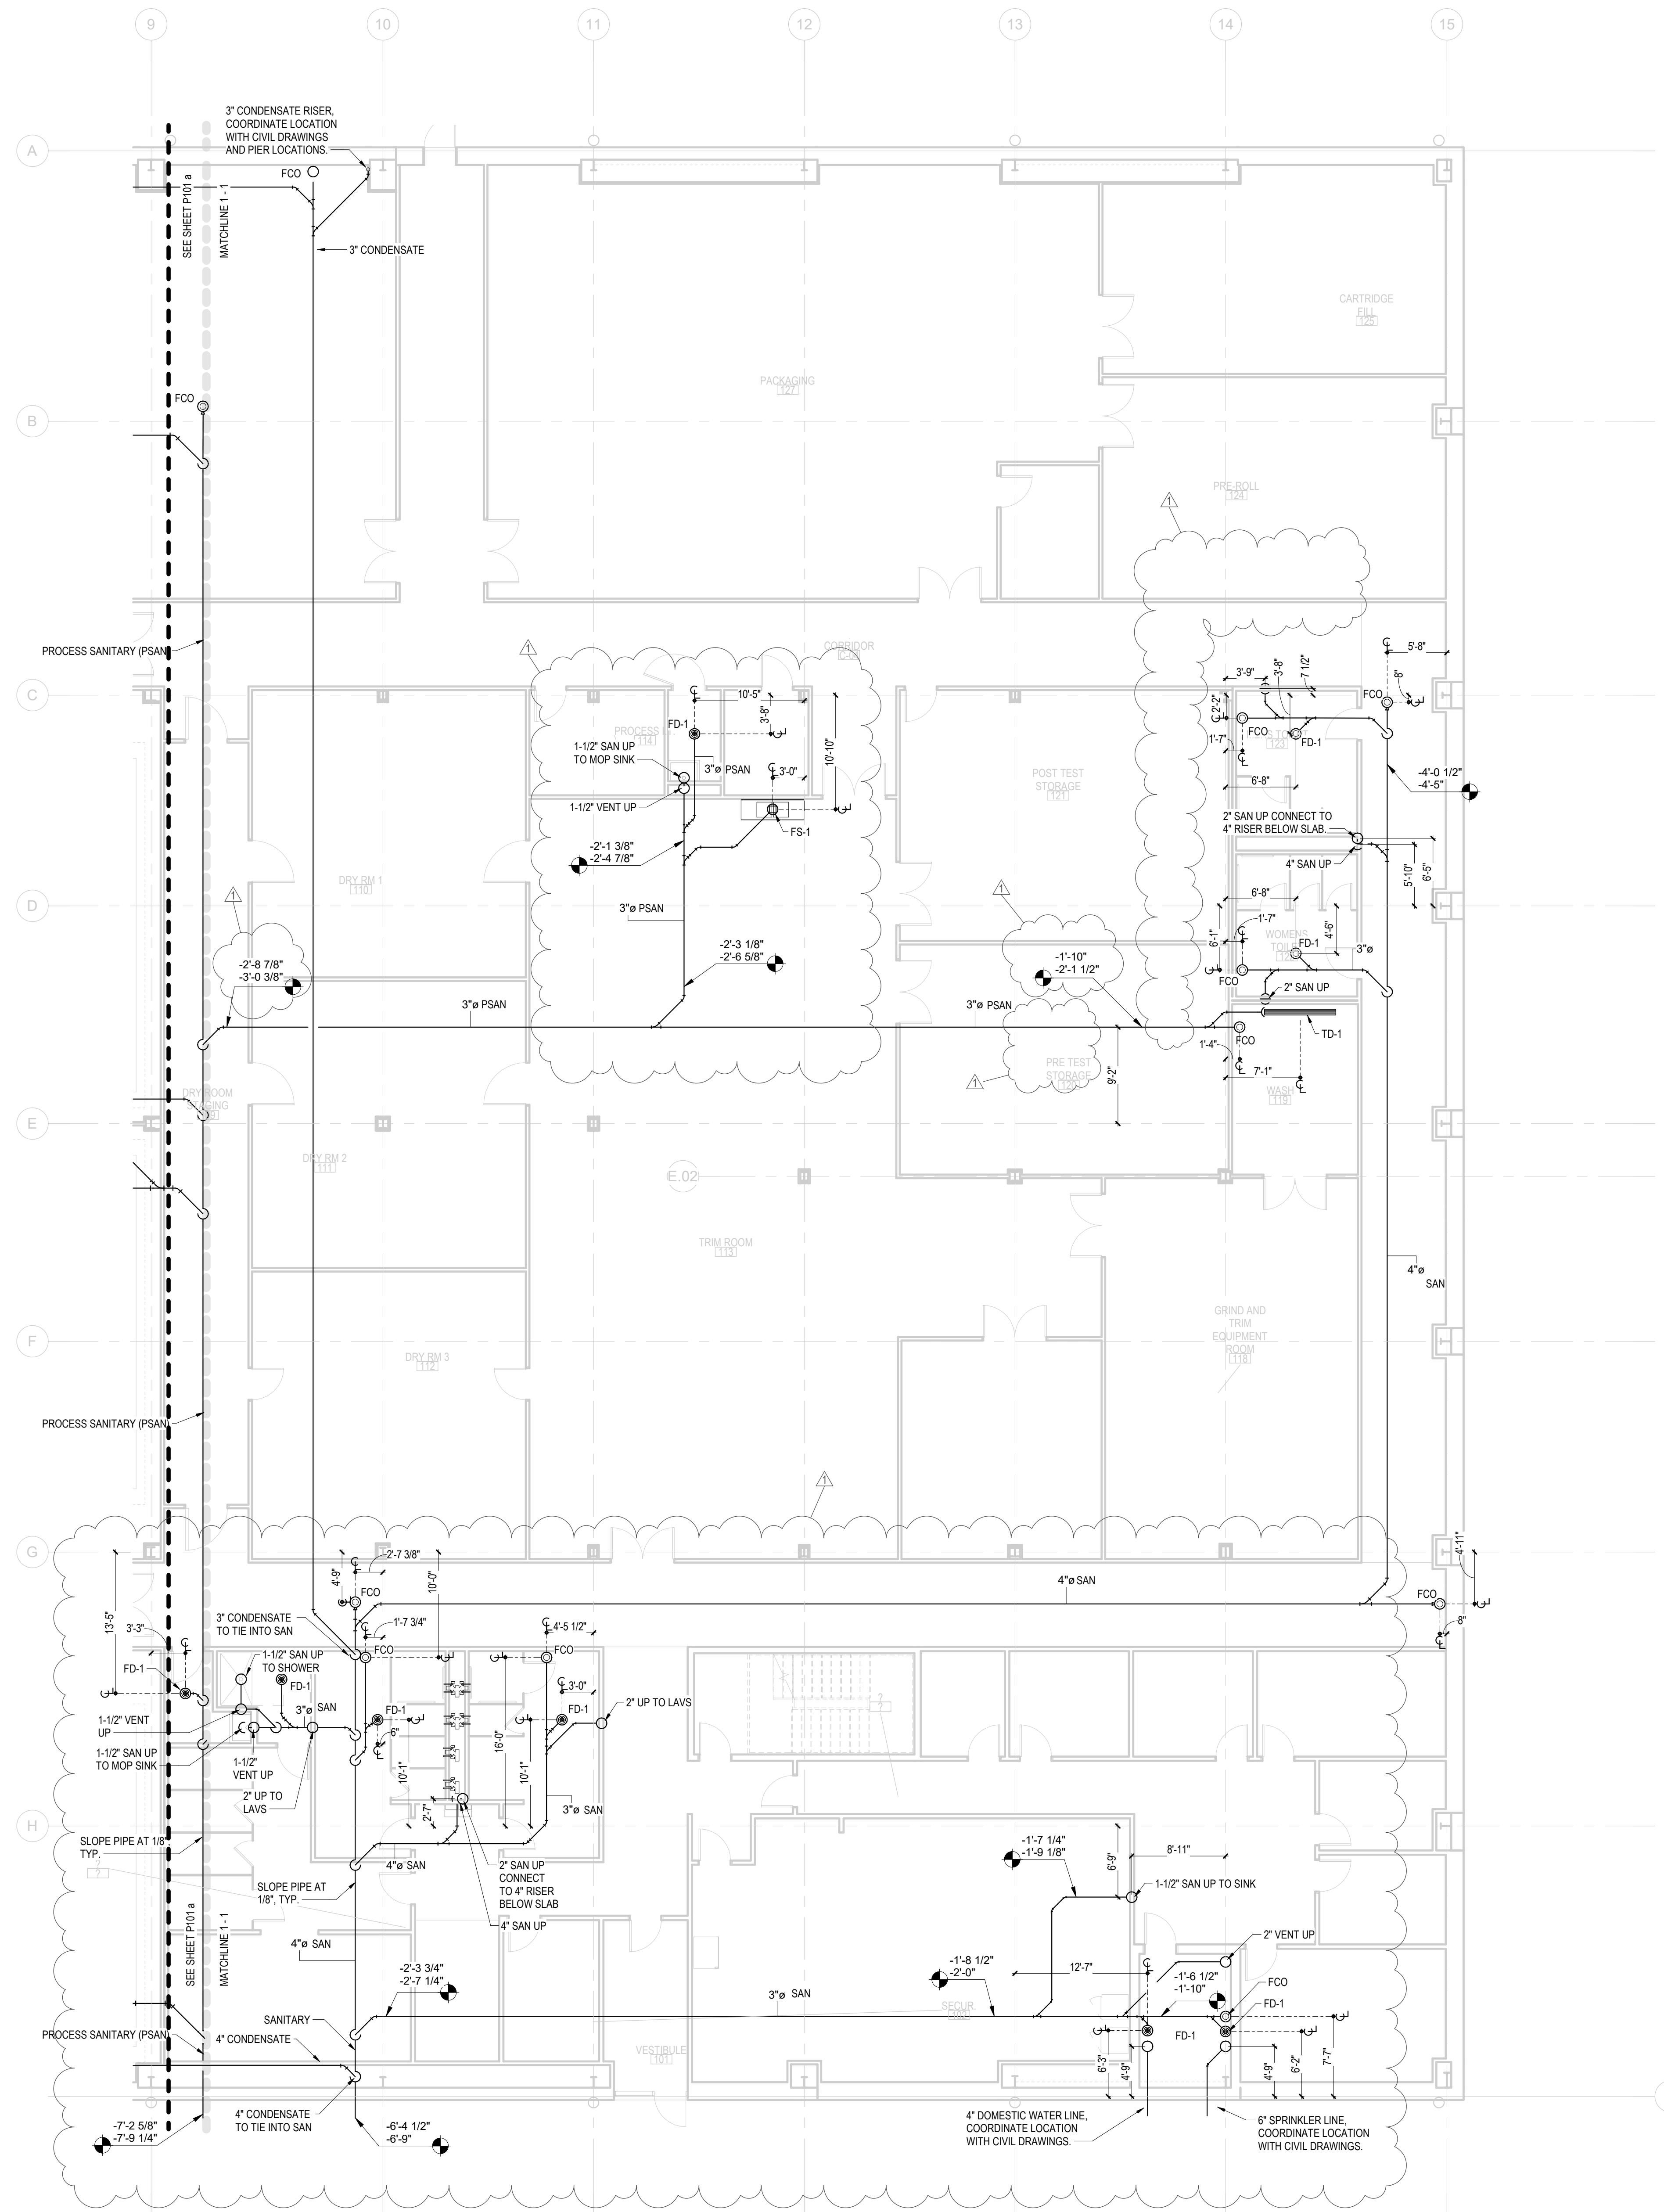 9
10
11
12
13
14
15
3" CONDENSATE RISER,
COORDINATE LOCATION
WITH CIVIL DRAWINGS
AND PIER LOCATIONS.
A
FCO
SEE SHEET P101 a
MATCHLINE 1 - 1
3" CONDENSATE
CARTRIDGE
FILL
125
PACKAGING
127
FCO
B
PRE-ROLL
124
1
PROCESS SANITARY (PSAN)
1
CORRIDOR
C-04
5'-8"
3'-9"
3'-8"
7 1/2"
8"
C
10'-5"
3'-8"
2'-2"
FCO
PROCESS
114
FD-1
FCO
123
FD-1
1-1/2" SAN UP
TO MOP SINK
3"ø PSAN
3'-0"
10'-10"
1'-7"
POST TEST
STORAGE
121
6'-8"
-4'-0 1/2"
-4'-5"
1-1/2" VENT UP
FS-1
2" SAN UP CONNECT TO
4" RISER BELOW SLAB.
-2'-1 3/8"
-2'-4 7/8"
4" SAN UP
5'-10"
6'-5"
DRY RM 1
110
1
1
6'-8"
D
3"ø PSAN
1'-7"
6'-1"
WOMENS
TOILET
4'-6"
-2'-3 1/8"
-2'-6 5/8"
FD-1
3"ø
-2'-8 7/8"
-3'-0 3/8"
-1'-10"
-2'-1 1/2"
FCO
2" SAN UP
3"ø PSAN
3"ø PSAN
FCO
TD-1
1'-4"
7'-1"
9'-2"
PRE TEST
STORAGE
120
1
WASH
119
DRY ROOM
STAGING
E
DRY RM 2
111
E.02
TRIM ROOM
113
4"ø
SAN
GRIND AND
TRIM
EQUIPMENT
ROOM
118
F
DRY RM 3
112
PROCESS SANITARY (PSAN)
1
G
2'-7 3/8"
4'-9"
10'-0"
4'-11"
4"ø SAN
FCO
FCO
13'-5"
3'-3"
3" CONDENSATE
TO TIE INTO SAN
1'-7 3/4"
4'-5 1/2"
8"
FCO
FCO
1-1/2" SAN UP
TO SHOWER
FD-1
FD-1
3'-0"
2" UP TO LAVS
3"ø SAN
FD-1
FD-1
1-1/2" VENT
UP
6"
16'-0"
1-1/2" SAN UP
TO MOP SINK
1-1/2"
VENT UP
10'-1"
10'-1"
2" UP TO
LAVS
2'-7"
3"ø SAN
?
?
H
SLOPE PIPE AT 1/8"
TYP.
?
?
4"ø SAN
2" SAN UP
CONNECT
TO 4" RISER
BELOW SLAB
SLOPE PIPE AT
1/8", TYP.
4" SAN UP
-1'-7 1/4"
-1'-9 1/8"
6'-9"
8'-11"
1-1/2" SAN UP TO SINK
SEE SHEET P101 a
MATCHLINE 1 - 1
4"ø SAN
2" VENT UP
-2'-3 3/4"
-2'-7 1/4"
-1'-8 1/2"
-2'-0"
12'-7"
-1'-6 1/2"
-1'-10"
FCO
3"ø SAN
SECUR.
FD-1
SANITARY
PROCESS SANITARY (PSAN)
4" CONDENSATE
FD-1
VESTIBULE
101
6'-3"
4'-9"
4'-9"
6'-2"
7'-7"
4" CONDENSATE
TO TIE INTO SAN
-7'-2 5/8"
-7'-9 1/4"
-6'-4 1/2"
-6'-9"
4" DOMESTIC WATER LINE,
COORDINATE LOCATION
WITH CIVIL DRAWINGS.
6" SPRINKLER LINE,
COORDINATE LOCATION
WITH CIVIL DRAWINGS.